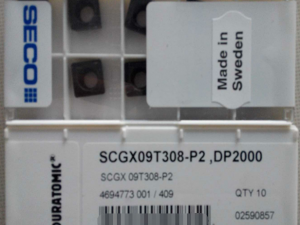 SECO
Made in
Sweden
DURATOMIC®
SCGX09T308-P2 ,DP2000
SCGX 09T308-P2
4694773 001 / 409
QTY 10
02590857